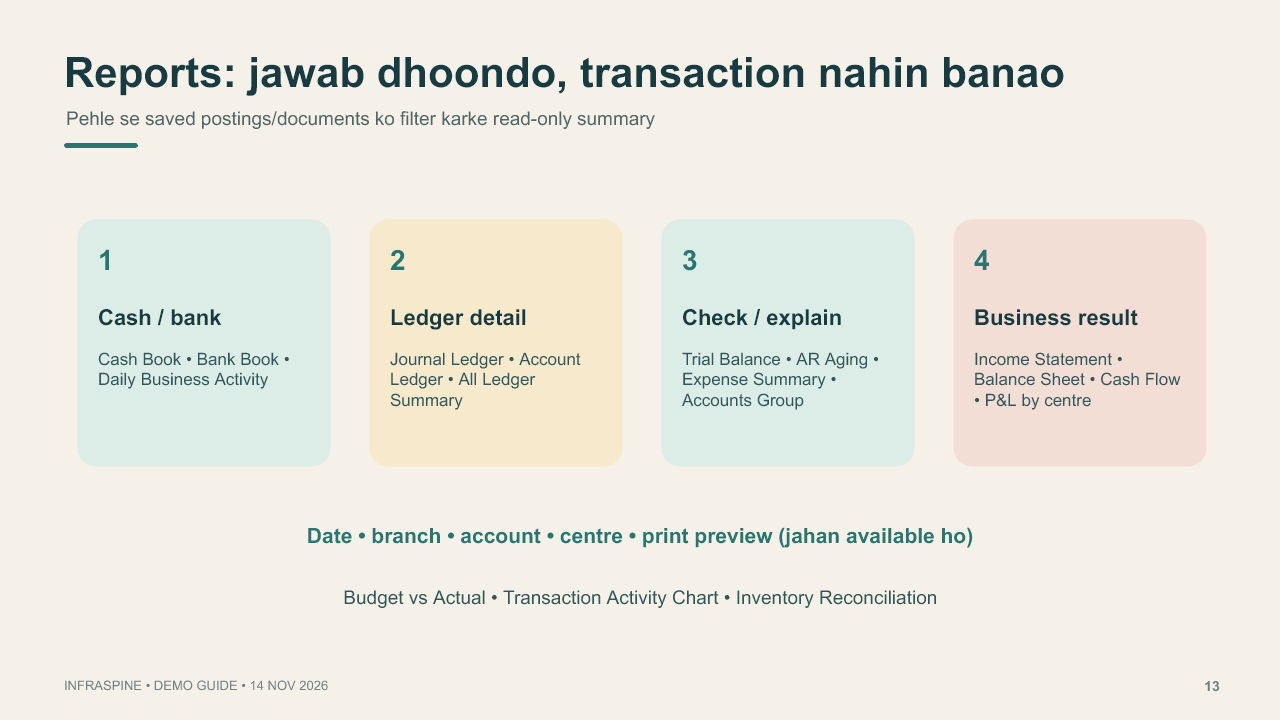 Reports: jawab dhoondo, transaction nahin banao
Pehle se saved postings/documents ko filter karke read-only summary
1
Cash / bank
Cash Book • Bank Book •
Daily Business Activity
2
Ledger detail
Journal Ledger • Account
Ledger • All Ledger
Summary
3
Check / explain
Trial Balance • AR Aging •
Expense Summary •
Accounts Group
4
Business result
Income Statement •
Balance Sheet • Cash Flow
• P&L by centre
Date • branch • account • centre • print preview (jahan available ho)
Budget vs Actual • Transaction Activity Chart • Inventory Reconciliation
INFRASPINE • DEMO GUIDE • 14 NOV 2026
13